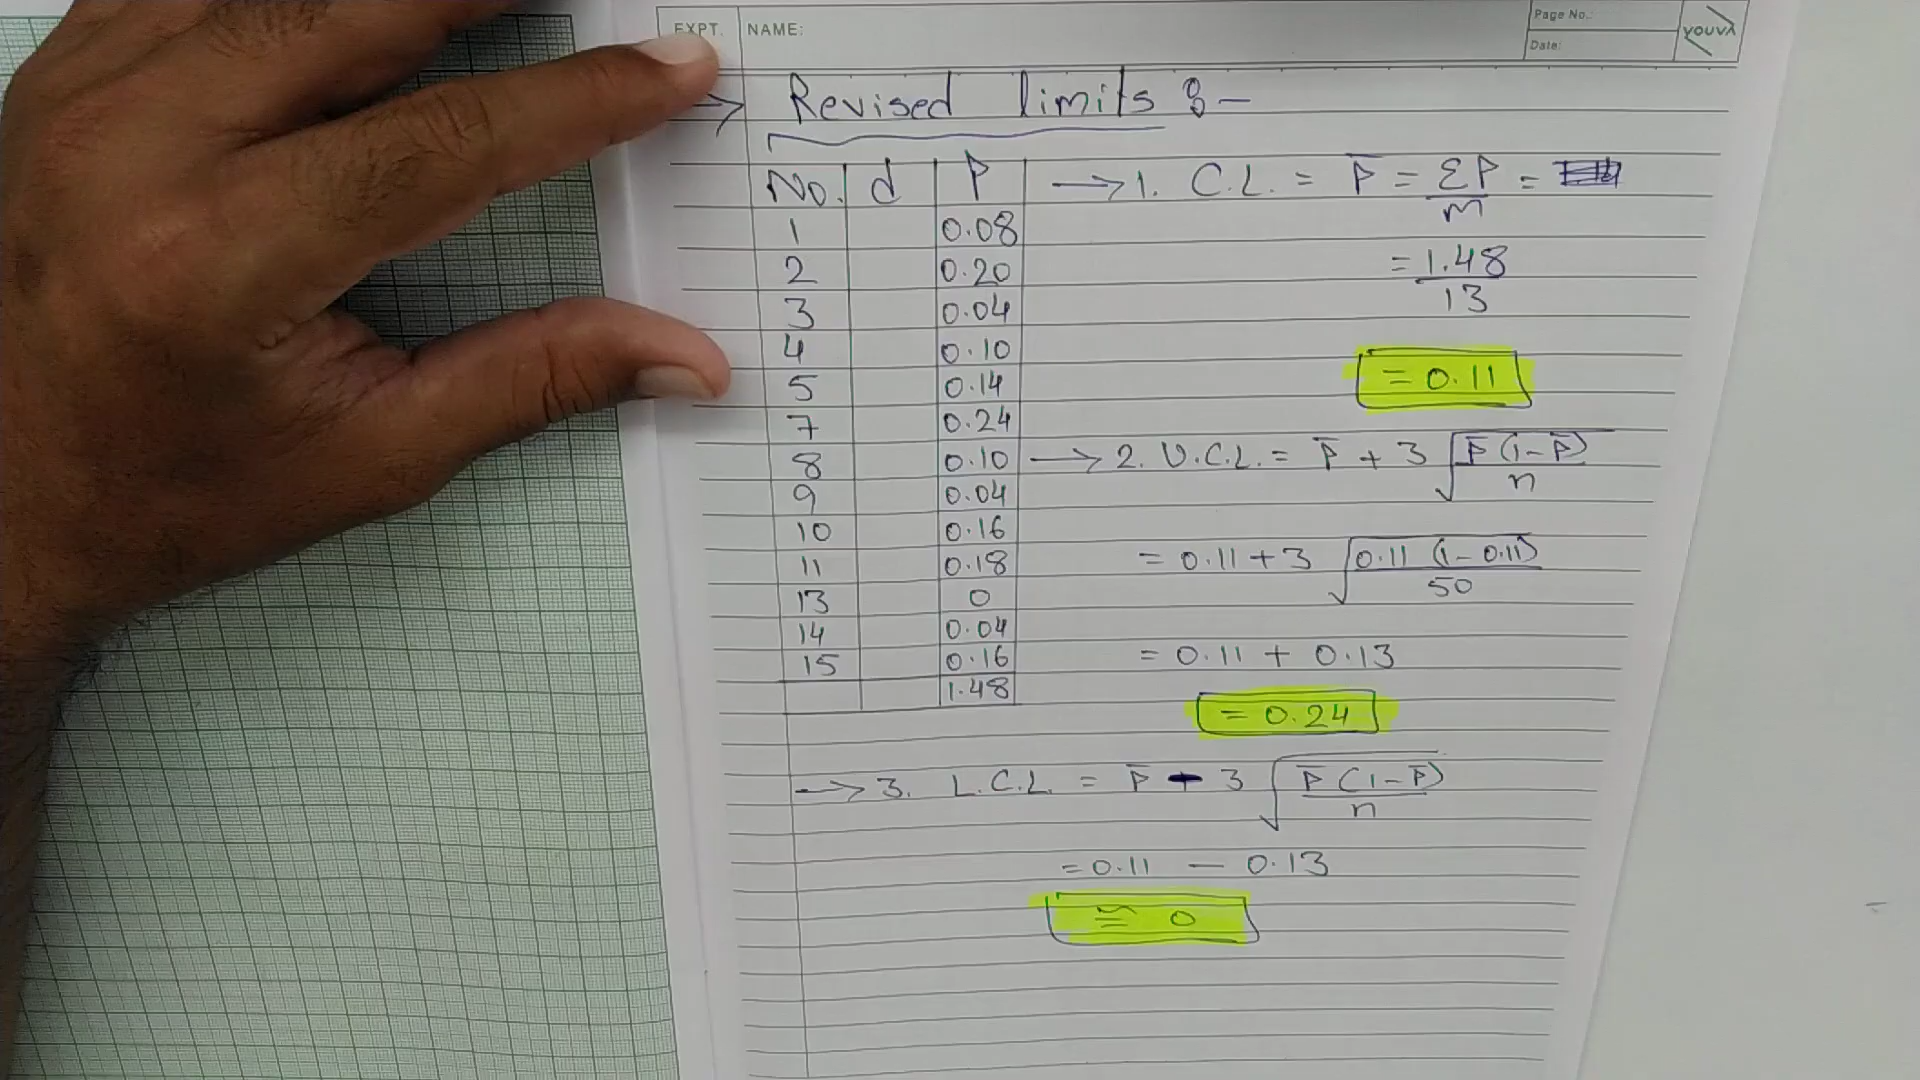 EXPT. NAME: Page No.: YOUVA
Date:
→ Revised limits :-
No. d P → 1. C.L. = P̄ = ΣP/m =
1 0.08
2 0.20 = 1.48/13
3 0.04
4 0.10
5 0.14 = 0.11
7 0.24
8 0.10 → 2. U.C.L. = P̄ + 3 √(P̄ (1-P̄)/n)
9 0.04
10 0.16
11 0.18 = 0.11 + 3 √(0.11 (1-0.11)/50)
13 0
14 0.04
15 0.16 = 0.11 + 0.13
1.48
= 0.24
→ 3. L.C.L. = P̄ - 3 √(P̄ (1-P̄)/n)
= 0.11 - 0.13
≅ 0